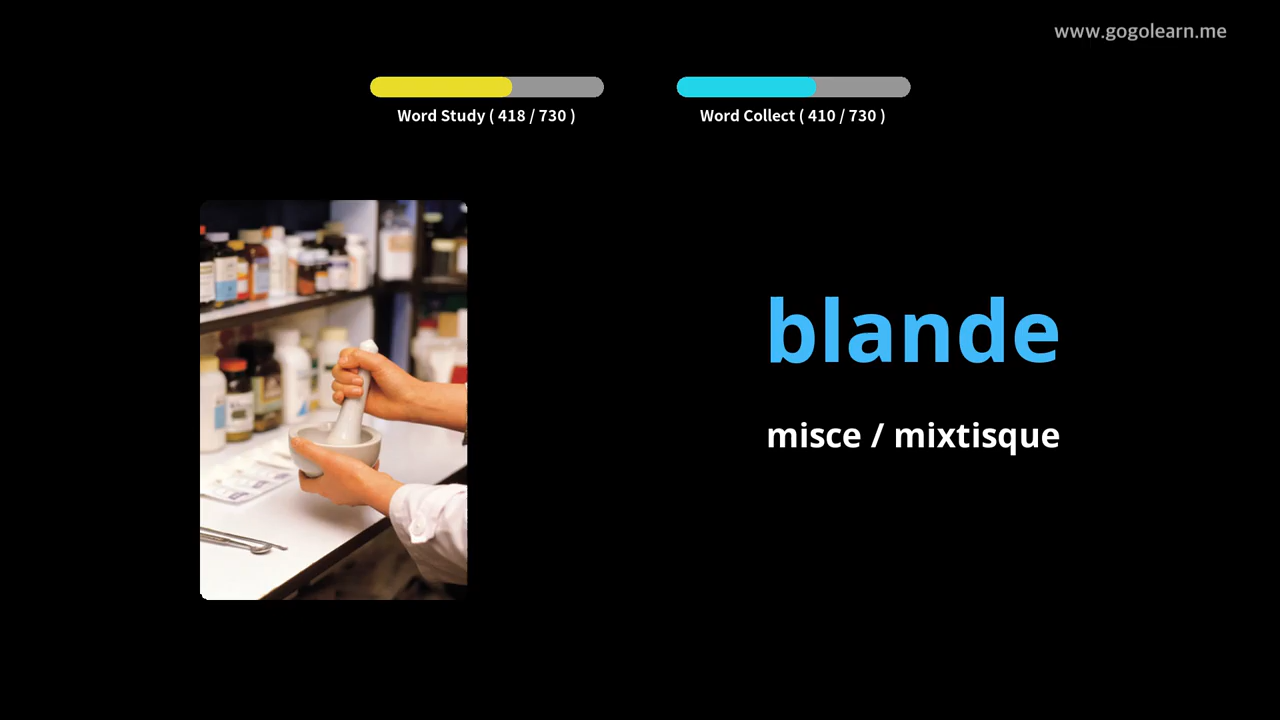 www.gogolearn.me
Word Study ( 418 / 730 )
Word Collect ( 410 / 730 )
blande
misce / mixtisque